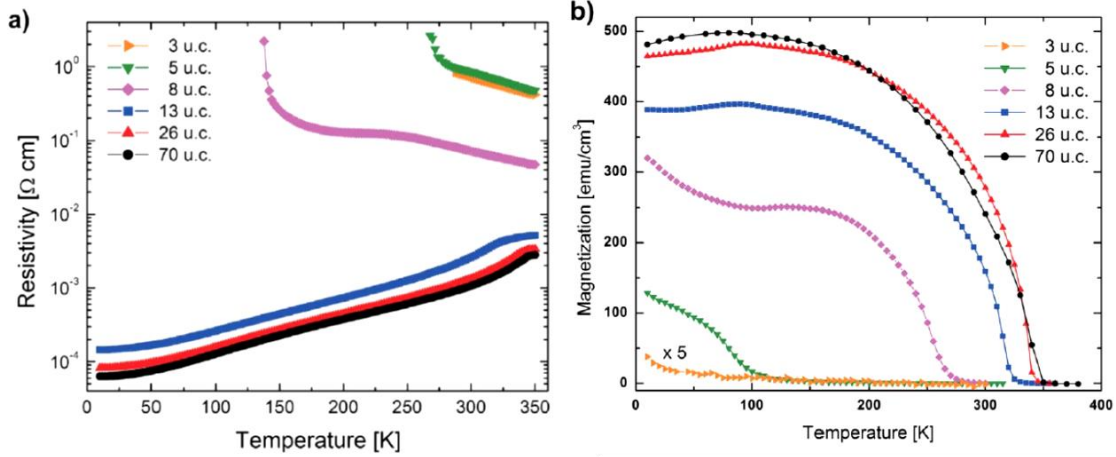 a)
3 u.c.
5 u.c.
8 u.c.
13 u.c.
26 u.c.
70 u.c.
Resistivity [Ω cm]
10⁰
10⁻¹
10⁻²
10⁻³
10⁻⁴
0 50 100 150 200 250 300 350
Temperature [K]
b)
3 u.c.
5 u.c.
8 u.c.
13 u.c.
26 u.c.
70 u.c.
Magnetization [emu/cm³]
500
400
300
200
100
0
x 5
0 100 200 300 400
Temperature [K]